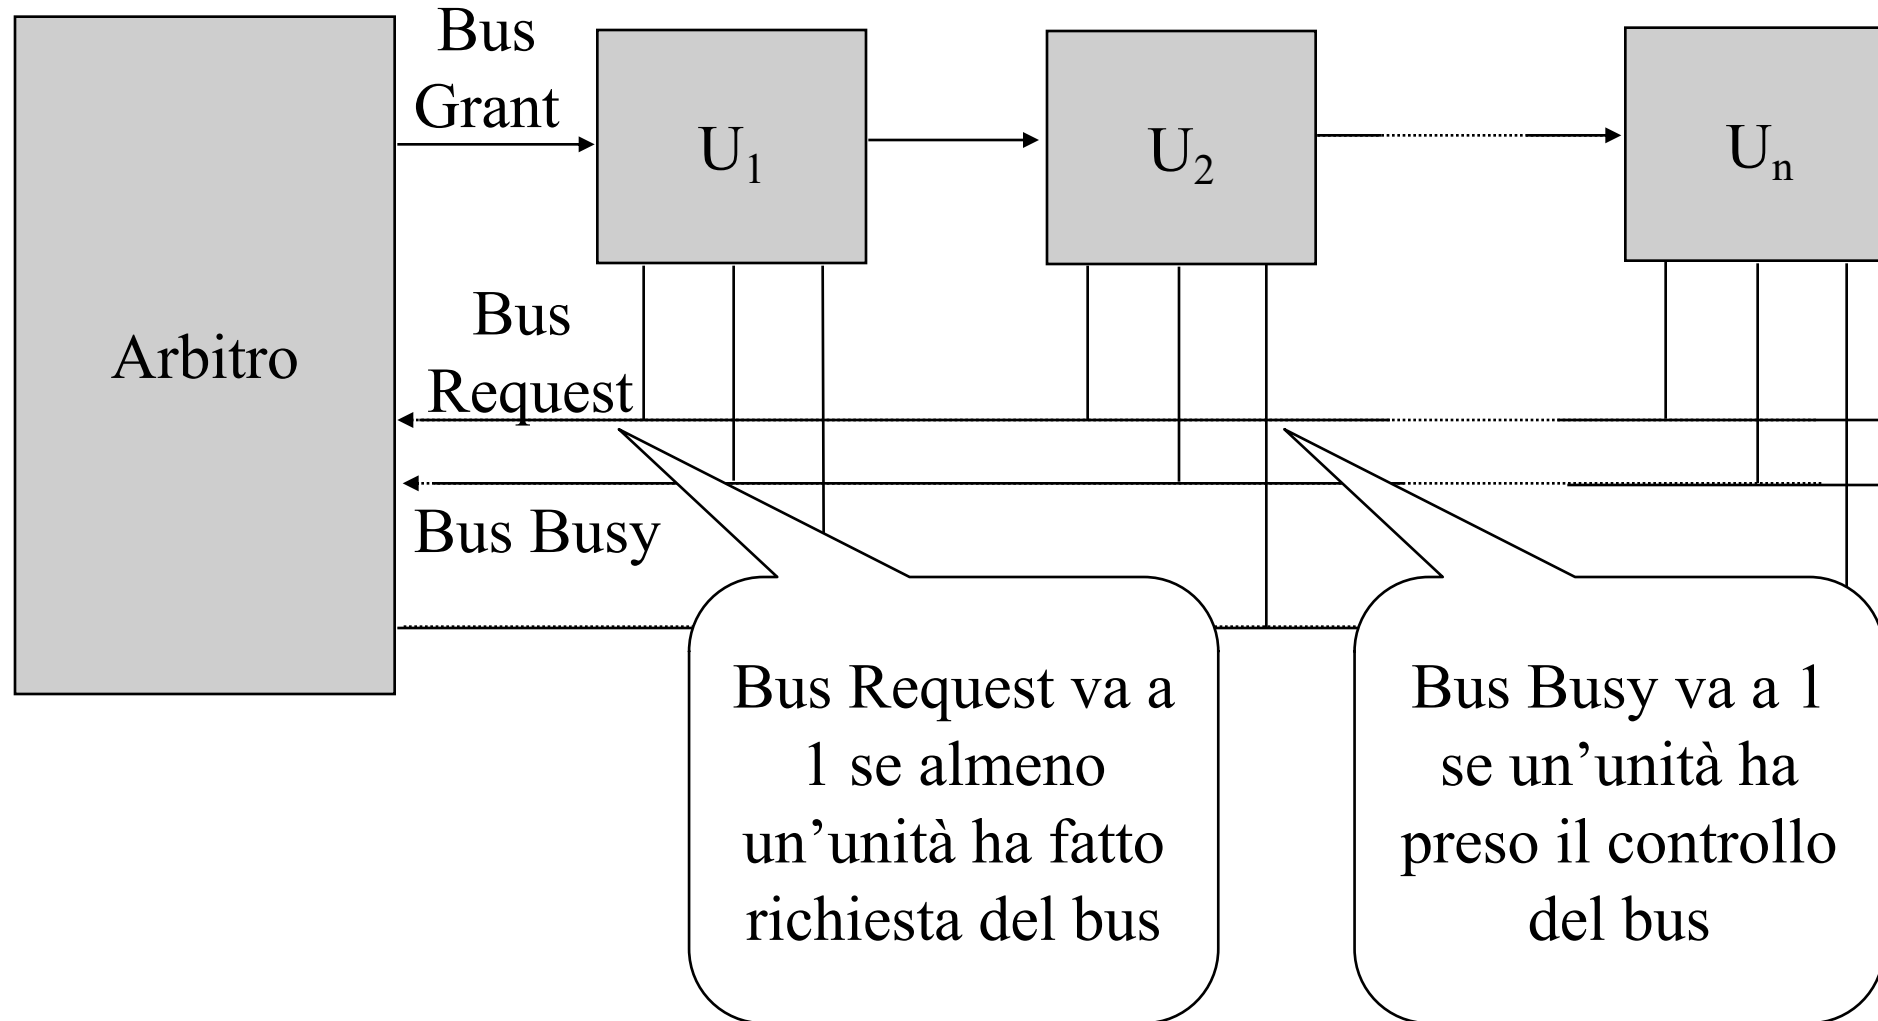 Bus
Grant
U₁
U₂
Uₙ
Arbitro
Bus
Request
Bus Busy
Bus Request va a
1 se almeno
un’unità ha fatto
richiesta del bus
Bus Busy va a 1
se un’unità ha
preso il controllo
del bus